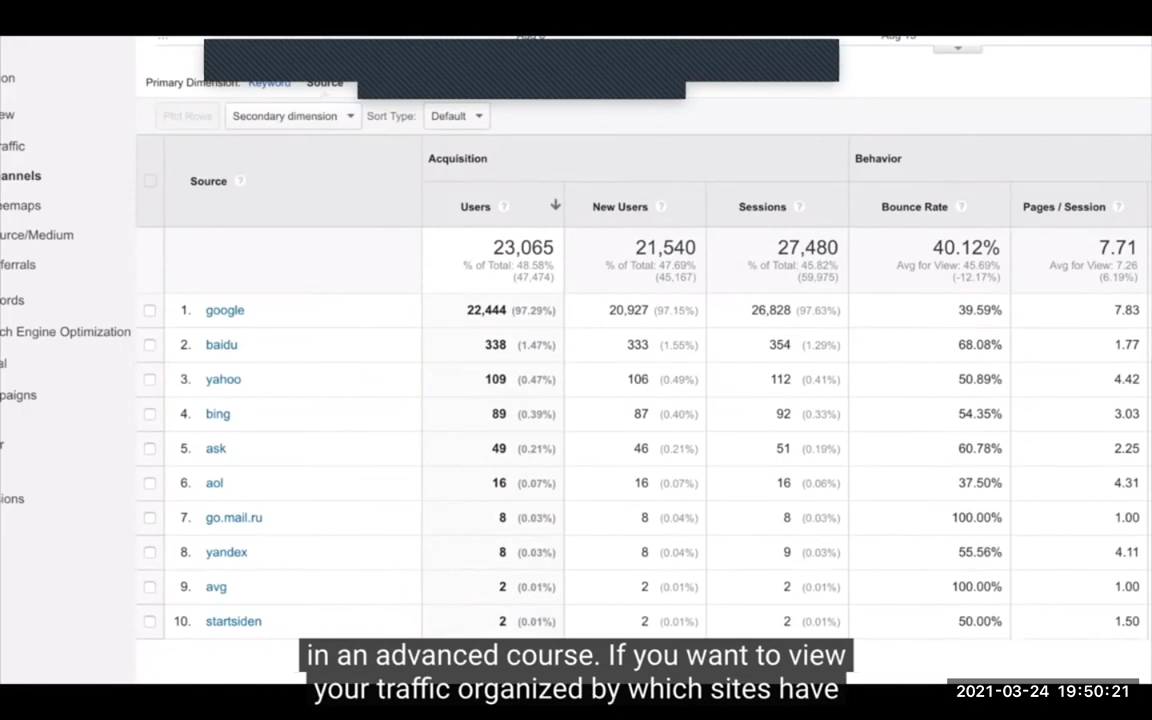 Aug 15
Primary Dimension: Keyword Source
Plot Rows Secondary dimension Sort Type: Default
on
ew
raffic
annels
eemaps
urce/Medium
ferrals
ords
ch Engine Optimization
al
paigns
r
ions
Acquisition Behavior
Source ? Users ? New Users ? Sessions ? Bounce Rate ? Pages / Session ?
23,065 21,540 27,480 40.12% 7.71
% of Total: 48.58% % of Total: 47.69% % of Total: 45.82% Avg for View: 45.69% Avg for View: 7.26
(47,474) (45,167) (59,975) (-12.17%) (6.19%)
1. google 22,444 (97.29%) 20,927 (97.15%) 26,828 (97.63%) 39.59% 7.83
2. baidu 338 (1.47%) 333 (1.55%) 354 (1.29%) 68.08% 1.77
3. yahoo 109 (0.47%) 106 (0.49%) 112 (0.41%) 50.89% 4.42
4. bing 89 (0.39%) 87 (0.40%) 92 (0.33%) 54.35% 3.03
5. ask 49 (0.21%) 46 (0.21%) 51 (0.19%) 60.78% 2.25
6. aol 16 (0.07%) 16 (0.07%) 16 (0.06%) 37.50% 4.31
7. go.mail.ru 8 (0.03%) 8 (0.04%) 8 (0.03%) 100.00% 1.00
8. yandex 8 (0.03%) 8 (0.04%) 9 (0.03%) 55.56% 4.11
9. avg 2 (0.01%) 2 (0.01%) 2 (0.01%) 100.00% 1.00
10. startsiden 2 (0.01%) 2 (0.01%) 2 (0.01%) 50.00% 1.50
in an advanced course. If you want to view
your traffic organized by which sites have
2021-03-24 19:50:21